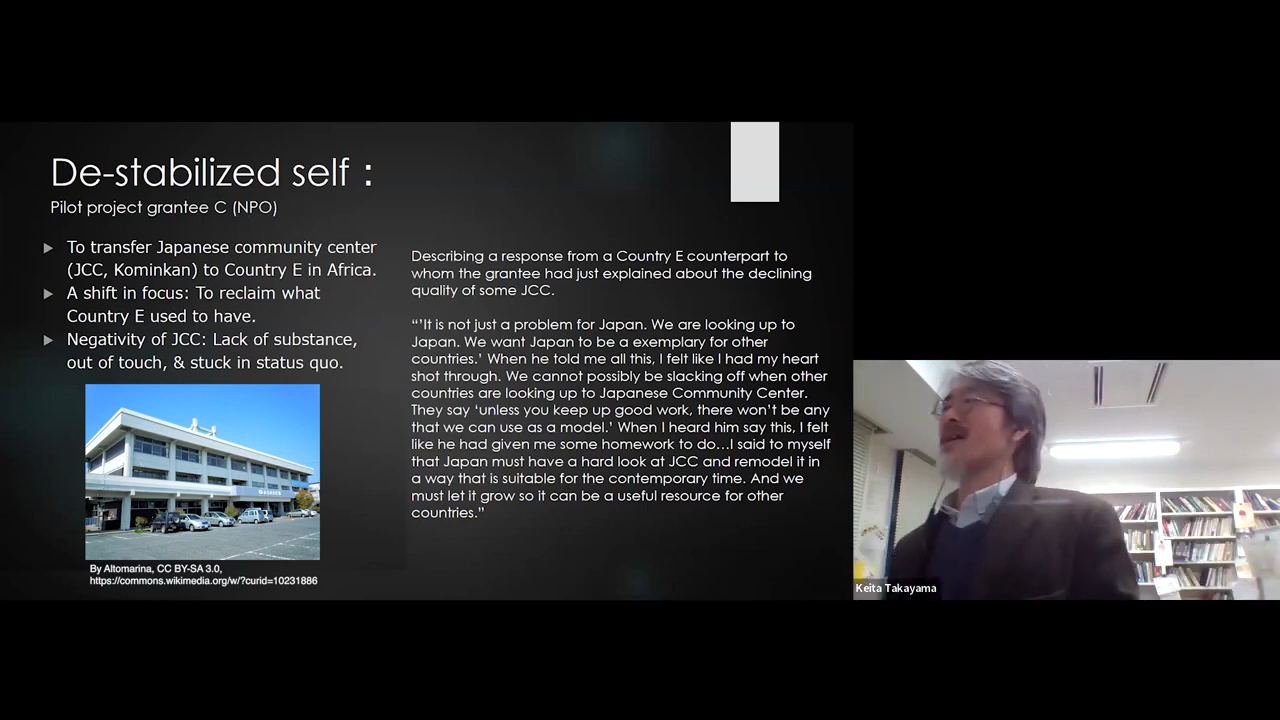 De-stabilized self :
Pilot project grantee C (NPO)
To transfer Japanese community center
(JCC, Kominkan) to Country E in Africa.
A shift in focus: To reclaim what
Country E used to have.
Negativity of JCC: Lack of substance,
out of touch, & stuck in status quo.
By Altomarina, CC BY-SA 3.0,
https://commons.wikimedia.org/w/?curid=10231886
Describing a response from a Country E counterpart to
whom the grantee had just explained about the declining
quality of some JCC.
“’It is not just a problem for Japan. We are looking up to
Japan. We want Japan to be a exemplary for other
countries.’ When he told me all this, I felt like I had my heart
shot through. We cannot possibly be slacking off when other
countries are looking up to Japanese Community Center.
They say ‘unless you keep up good work, there won’t be any
that we can use as a model.’ When I heard him say this, I felt
like he had given me some homework to do…I said to myself
that Japan must have a hard look at JCC and remodel it in
a way that is suitable for the contemporary time. And we
must let it grow so it can be a useful resource for other
countries.”
Keita Takayama